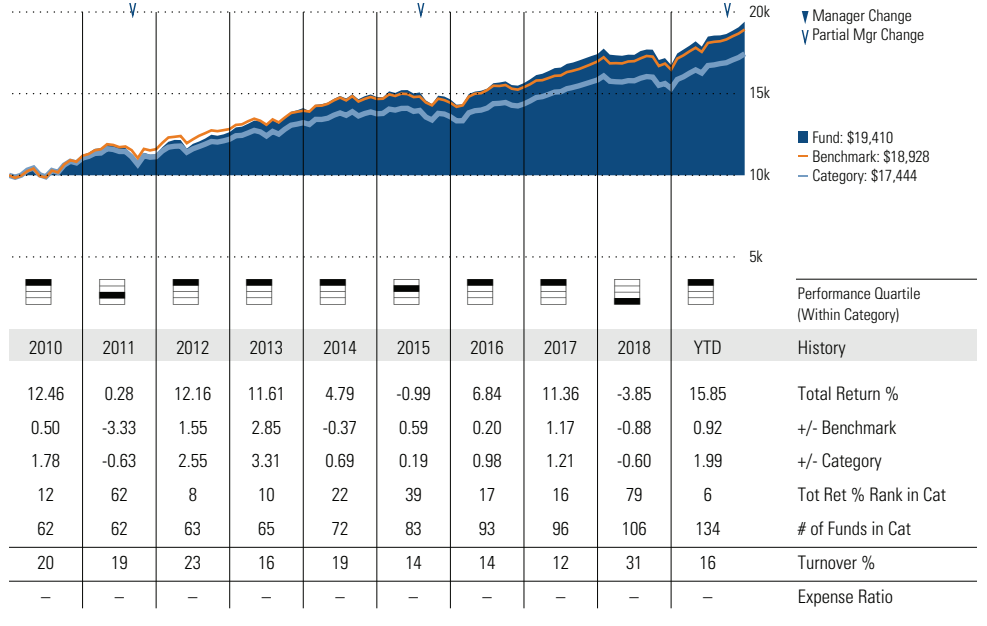 20k
Manager Change
Partial Mgr Change
15k
Fund: $19,410
Benchmark: $18,928
10k
Category: $17,444
5k
Performance Quartile
(Within Category)
2010 2011 2012 2013 2014 2015 2016 2017 2018 YTD History
12.46 0.28 12.16 11.61 4.79 -0.99 6.84 11.36 -3.85 15.85 Total Return %
0.50 -3.33 1.55 2.85 -0.37 0.59 0.20 1.17 -0.88 0.92 +/- Benchmark
1.78 -0.63 2.55 3.31 0.69 0.19 0.98 1.21 -0.60 1.99 +/- Category
12 62 8 10 22 39 17 16 79 6 Tot Ret % Rank in Cat
62 62 63 65 72 83 93 96 106 134 # of Funds in Cat
20 19 23 16 19 14 14 12 31 16 Turnover %
– – – – – – – – – – Expense Ratio